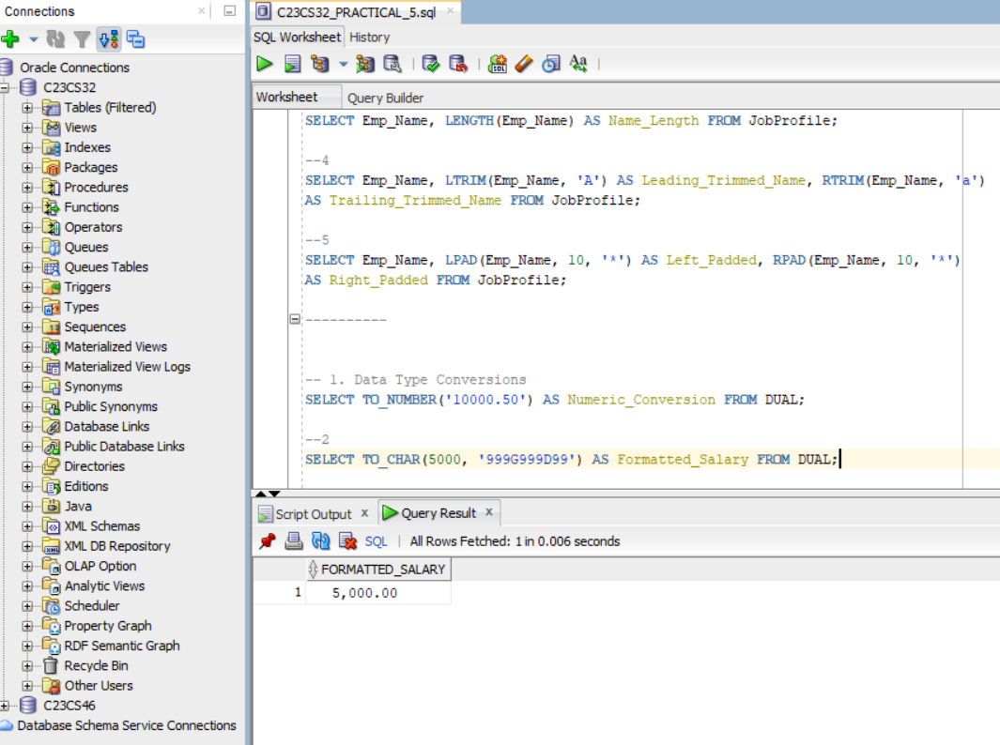 Connections
Oracle Connections
C23CS32
Tables (Filtered)
Views
Indexes
Packages
Procedures
Functions
Operators
Queues
Queues Tables
Triggers
Types
Sequences
Materialized Views
Materialized View Logs
Synonyms
Public Synonyms
Database Links
Public Database Links
Directories
Editions
Java
XML Schemas
XML DB Repository
OLAP Option
Analytic Views
Scheduler
Property Graph
RDF Semantic Graph
Recycle Bin
Other Users
C23CS46
Database Schema Service Connections
C23CS32_PRACTICAL_5.sql
SQL Worksheet History
Worksheet Query Builder
SELECT Emp_Name, LENGTH(Emp_Name) AS Name_Length FROM JobProfile;
--4
SELECT Emp_Name, LTRIM(Emp_Name, 'A') AS Leading_Trimmed_Name, RTRIM(Emp_Name, 'a')
AS Trailing_Trimmed_Name FROM JobProfile;
--5
SELECT Emp_Name, LPAD(Emp_Name, 10, '*') AS Left_Padded, RPAD(Emp_Name, 10, '*')
AS Right_Padded FROM JobProfile;
----------
-- 1. Data Type Conversions
SELECT TO_NUMBER('10000.50') AS Numeric_Conversion FROM DUAL;
--2
SELECT TO_CHAR(5000, '999G999D99') AS Formatted_Salary FROM DUAL;
Script Output x Query Result x
SQL | All Rows Fetched: 1 in 0.006 seconds
FORMATTED_SALARY
1 5,000.00